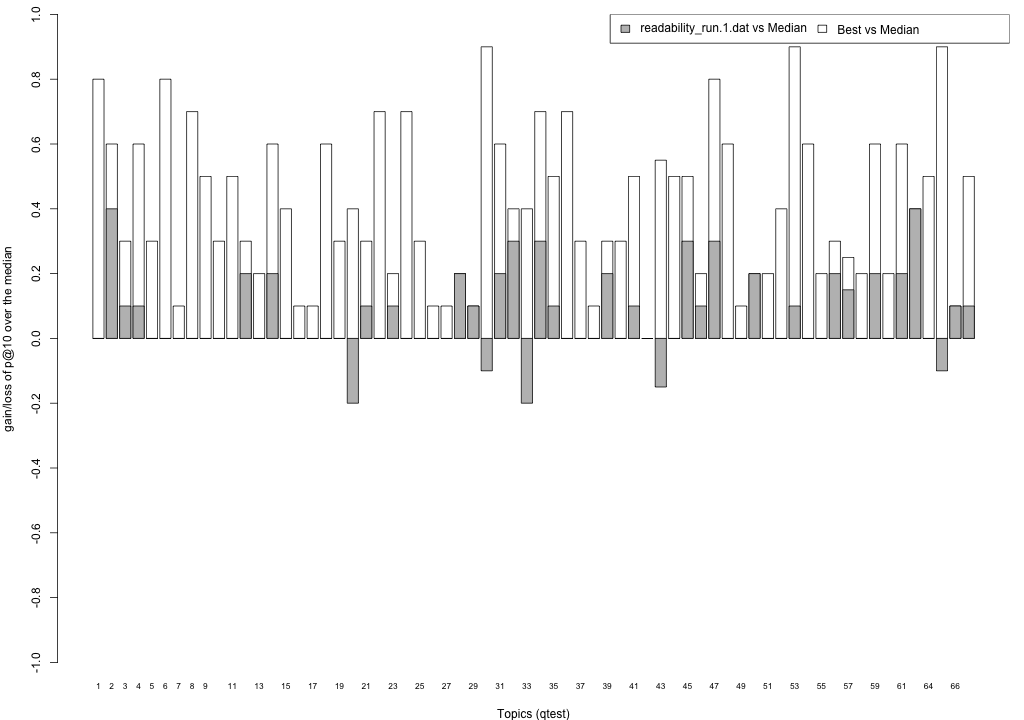 readability_run.1.dat vs Median
Best vs Median
gain/loss of p@10 over the median
1.0
0.8
0.6
0.4
0.2
0.0
-0.2
-0.4
-0.6
-0.8
-1.0
1 2 3 4 5 6 7 8 9 11 13 15 17 19 21 23 25 27 29 31 33 35 37 39 41 43 45 47 49 51 53 55 57 59 61 64 66
Topics (qtest)